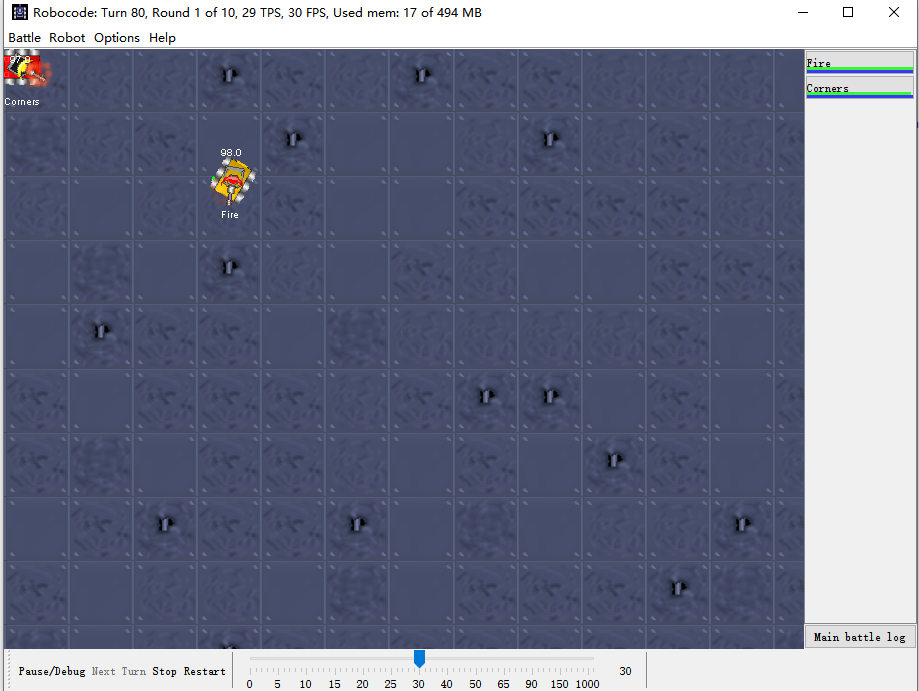 Robocode: Turn 80, Round 1 of 10, 29 TPS, 30 FPS, Used mem: 17 of 494 MB
Battle Robot Options Help
Fire
Corners
Corners
98.0
Fire
Main battle log
Pause/Debug Next Turn Stop Restart
30
0 5 10 15 20 25 30 40 50 65 90 150 1000